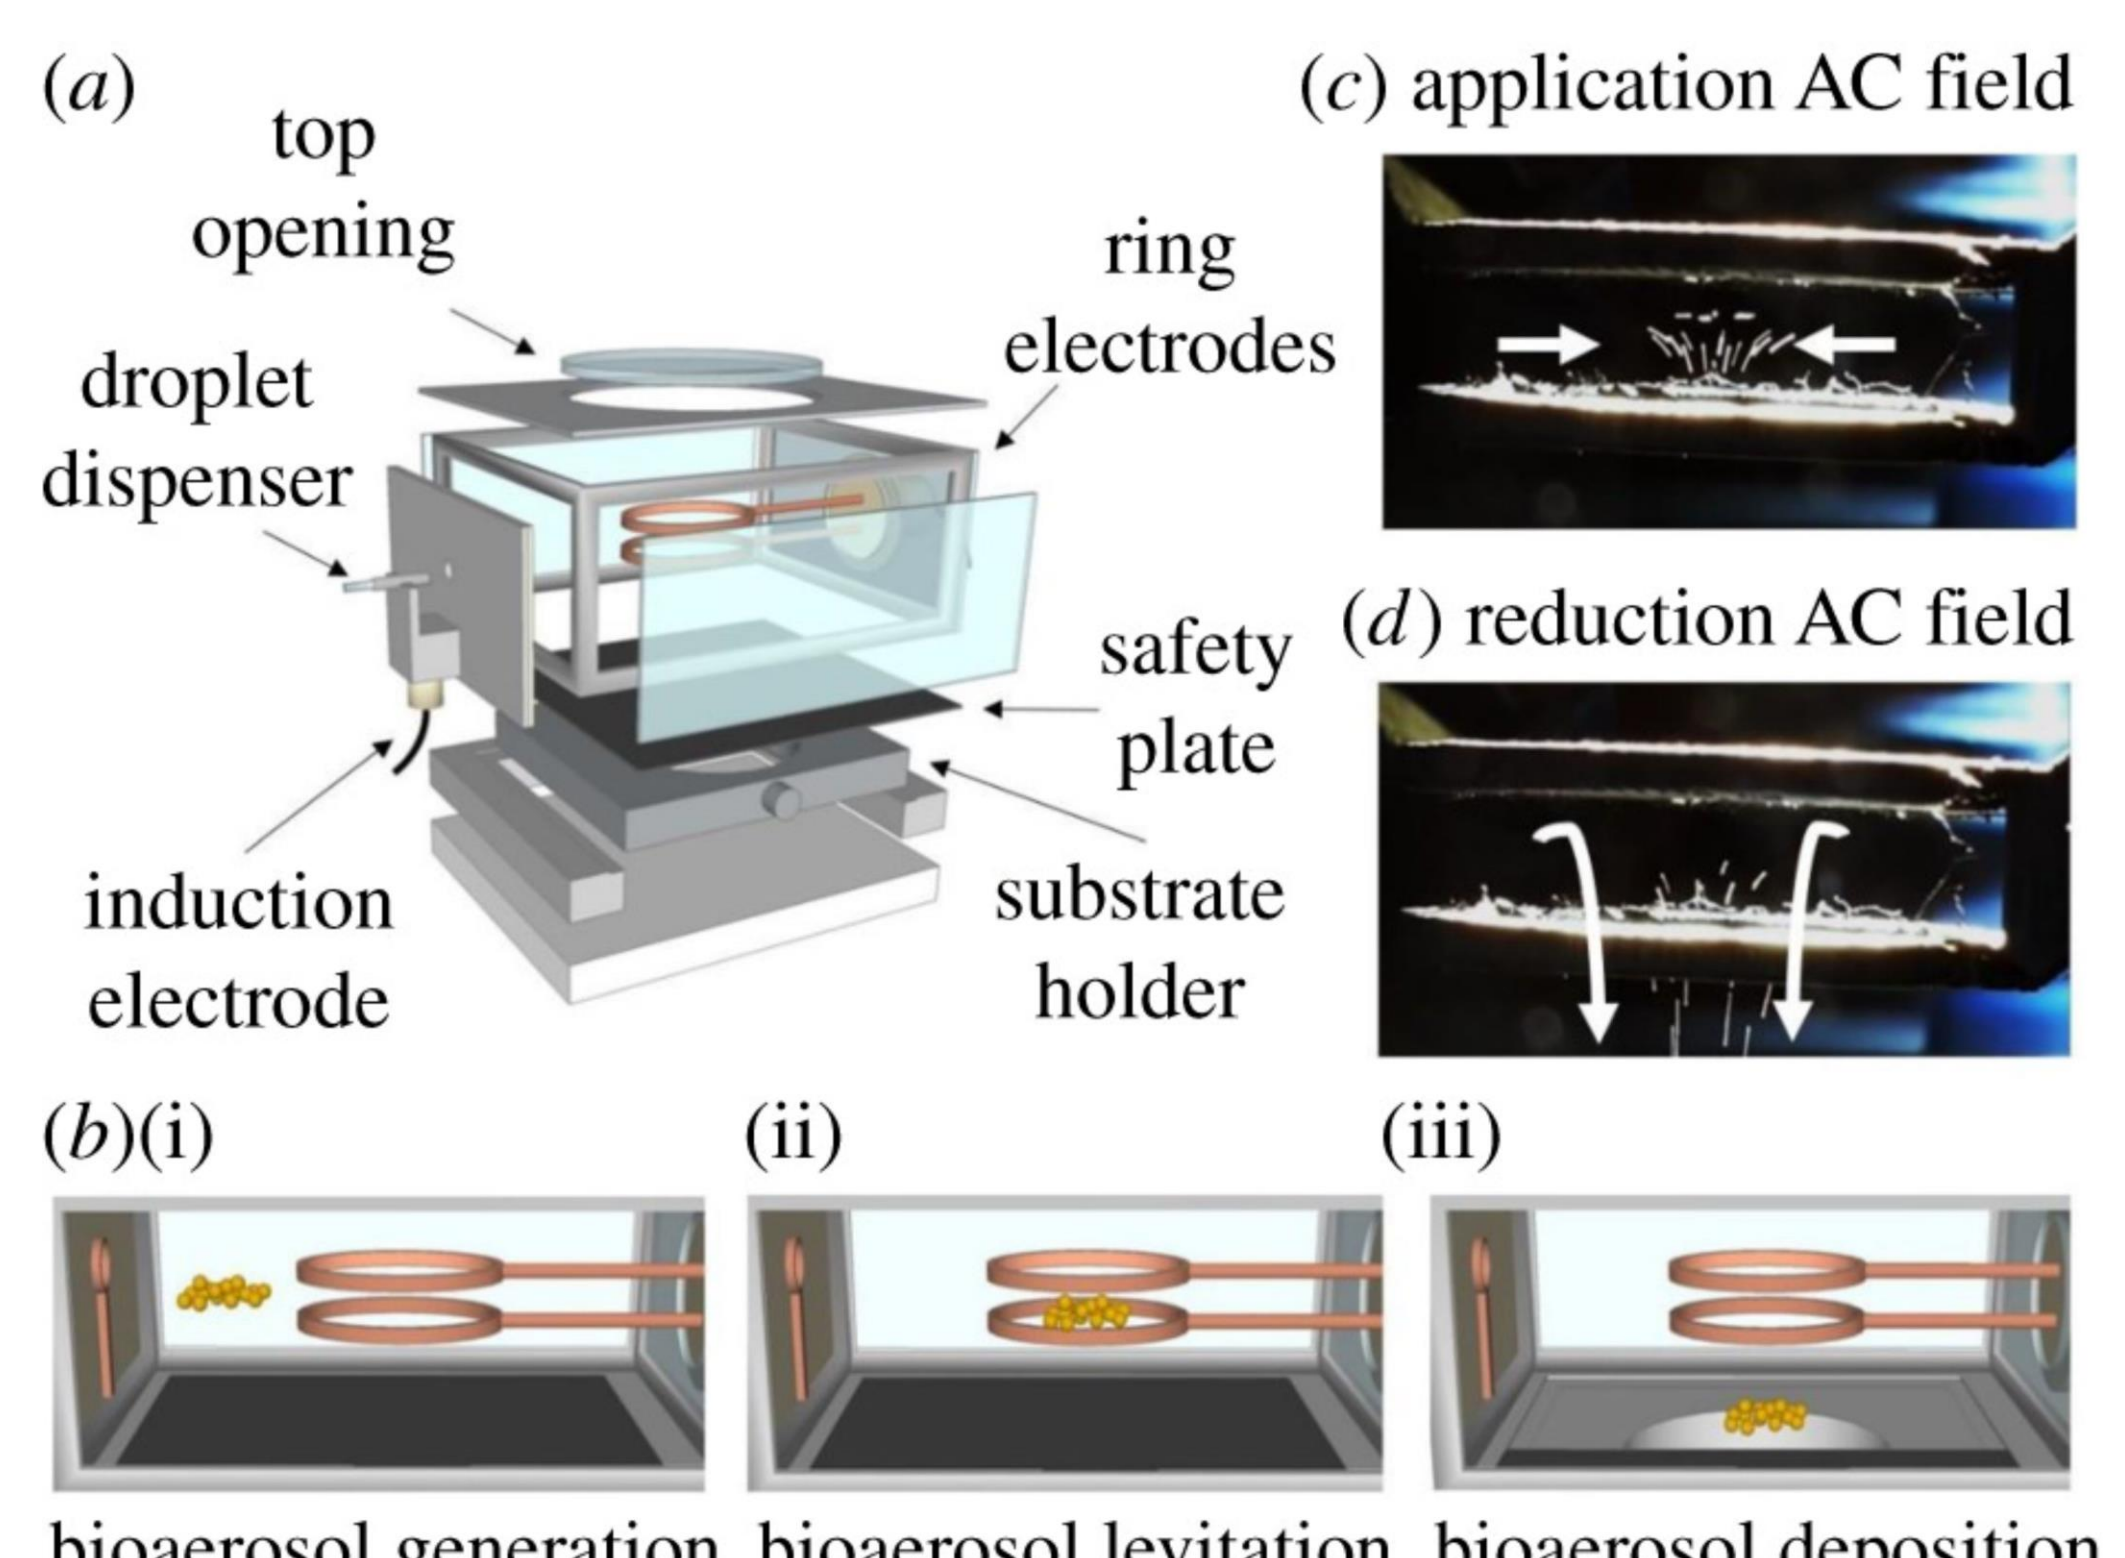 (a)
top
opening
droplet
dispenser
ring
electrodes
safety
plate
induction
electrode
substrate
holder
(c) application AC field
(d) reduction AC field
(b)(i)
(ii)
(iii)
bioaerosol generation
bioaerosol levitation
bioaerosol deposition